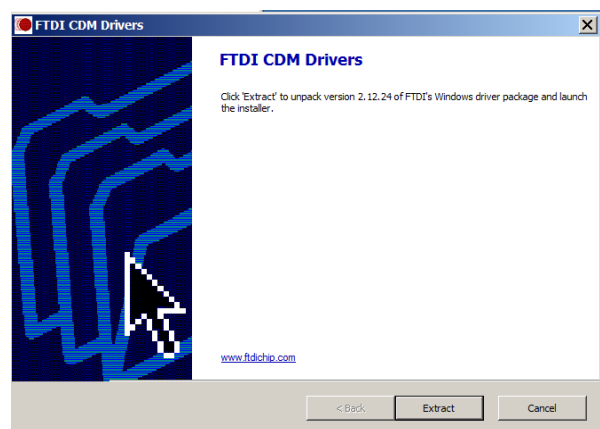 FTDI CDM Drivers
FTDI CDM Drivers
Click 'Extract' to unpack version 2.12.24 of FTDI's Windows driver package and launch
the installer.
www.ftdichip.com
< Back
Extract
Cancel